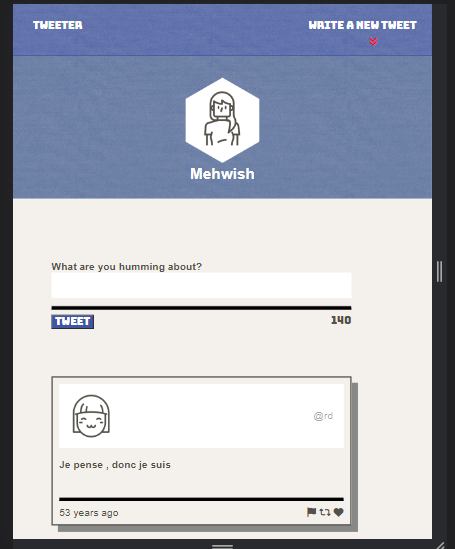 TWEETER
WRITE A NEW TWEET
Mehwish
What are you humming about?
TWEET
140
@rd
Je pense , donc je suis
53 years ago